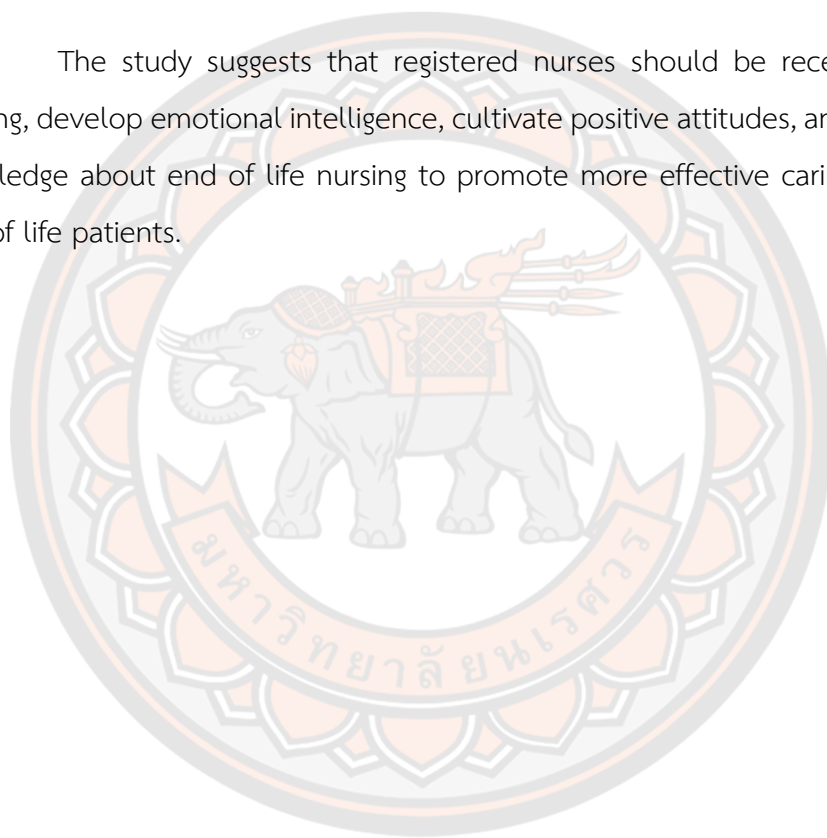 The study suggests that registered nurses should be rece
ng, develop emotional intelligence, cultivate positive attitudes, an
ledge about end of life nursing to promote more effective cari
of life patients.
มหาวิทยาลัยนเรศวร